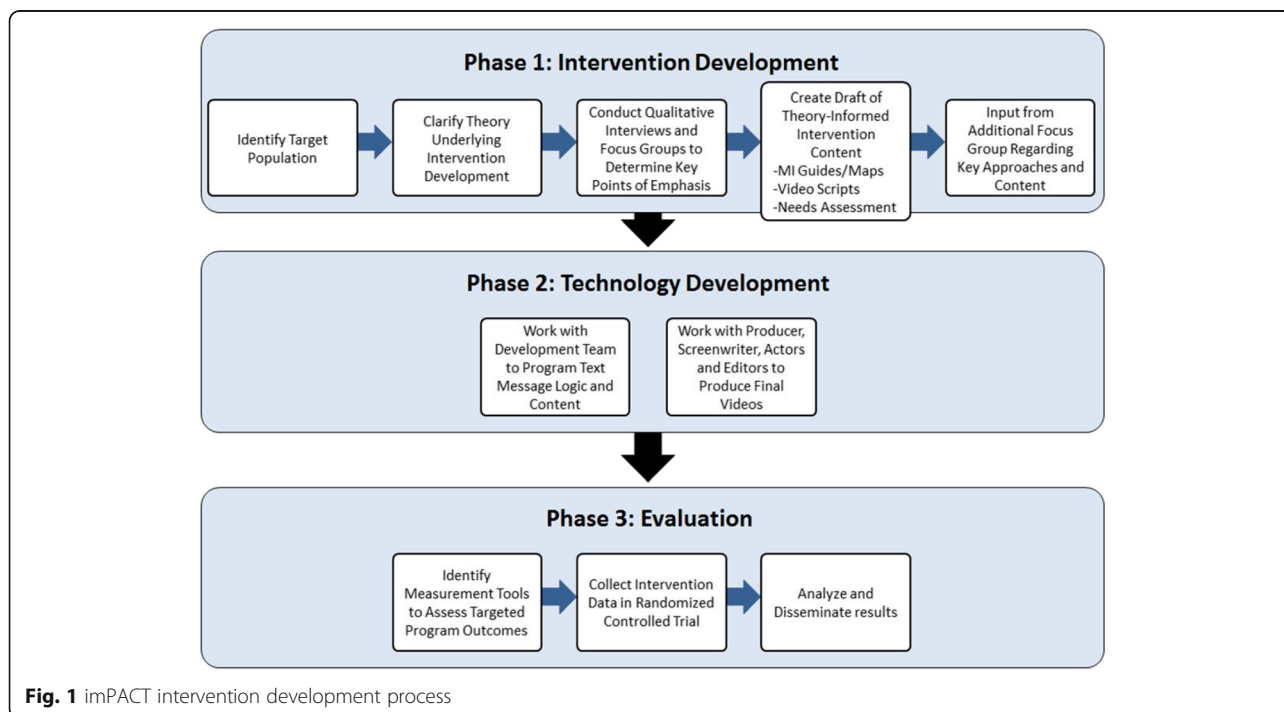 Phase 1: Intervention Development
Identify Target
Population
Clarify Theory
Underlying
Intervention
Development
Conduct Qualitative
Interviews and
Focus Groups to
Determine Key
Points of Emphasis
Create Draft of
Theory-Informed
Intervention
Content
-MI Guides/Maps
-Video Scripts
-Needs Assessment
Input from
Additional Focus
Group Regarding
Key Approaches and
Content
Phase 2: Technology Development
Work with
Development Team
to Program Text
Message Logic and
Content
Work with Producer,
Screenwriter, Actors
and Editors to
Produce Final
Videos
Phase 3: Evaluation
Identify
Measurement Tools
to Assess Targeted
Program Outcomes
Collect Intervention
Data in Randomized
Controlled Trial
Analyze and
Disseminate results
Fig. 1 imPACT intervention development process